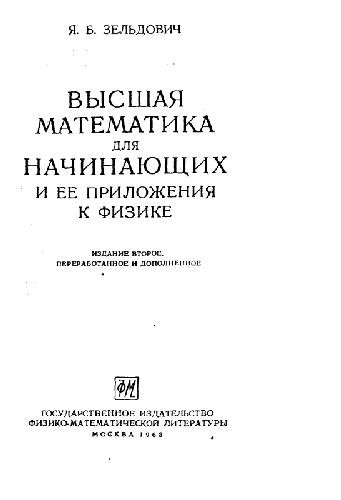 Я. Б. ЗЕЛЬДОВИЧ
ВЫСШАЯ
МАТЕМАТИКА
ДЛЯ
НАЧИНАЮЩИХ
И ЕЕ ПРИЛОЖЕНИЯ
К ФИЗИКЕ
ИЗДАНИЕ ВТОРОЕ,
ПЕРЕРАБОТАННОЕ И ДОПОЛНЕННОЕ
ФМ
ГОСУДАРСТВЕННОЕ ИЗДАТЕЛЬСТВО
ФИЗИКО-МАТЕМАТИЧЕСКОЙ ЛИТЕРАТУРЫ
МОСКВА 1963